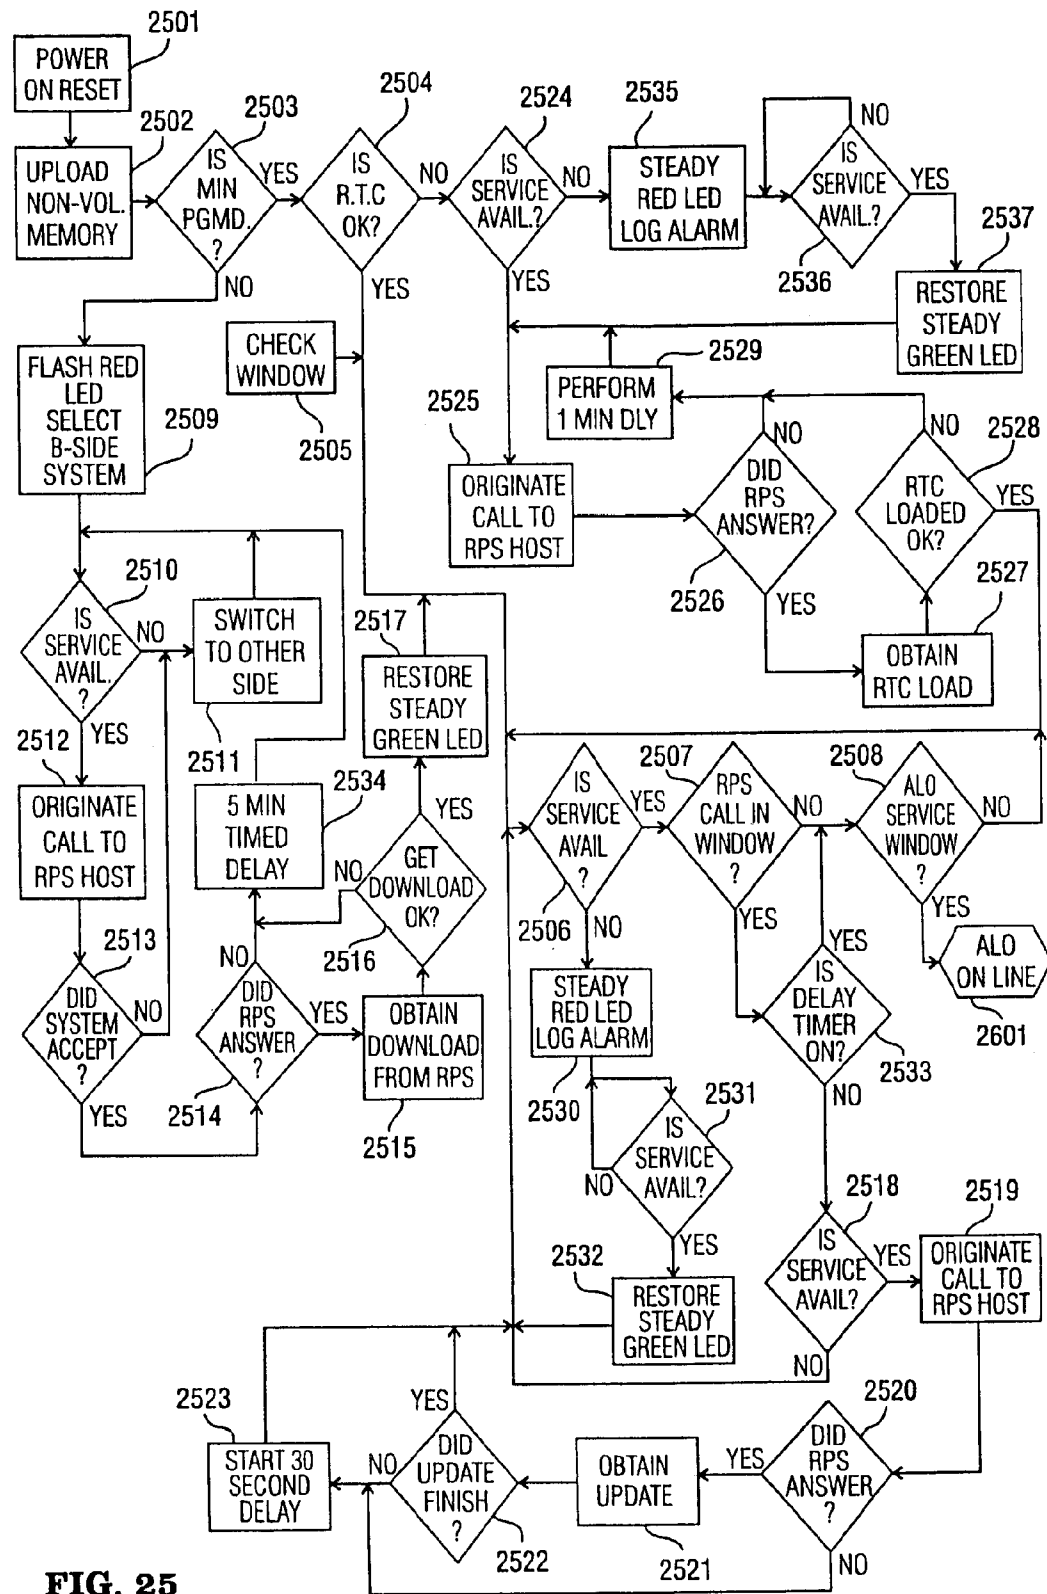 2501
POWER
ON RESET
2502
UPLOAD
NON-VOL.
MEMORY
2503
IS
MIN
PGMD.
?
YES
NO
2504
IS
R.T.C
OK?
NO
YES
2524
IS
SERVICE
AVAIL.?
NO
YES
2535
STEADY
RED LED
LOG ALARM
NO
IS
SERVICE
AVAIL.?
YES
2536
2537
RESTORE
STEADY
GREEN LED
FLASH RED
LED
SELECT
B-SIDE
SYSTEM
2509
CHECK
WINDOW
2505
2529
PERFORM
1 MIN DLY
2525
ORIGINATE
CALL TO
RPS HOST
NO
DID
RPS
ANSWER?
2526
YES
NO
2528
RTC
LOADED
OK?
YES
2527
OBTAIN
RTC LOAD
2510
IS
SERVICE
AVAIL.
?
NO
YES
SWITCH
TO OTHER
SIDE
2511
2517
RESTORE
STEADY
GREEN LED
2512
ORIGINATE
CALL TO
RPS HOST
2534
5 MIN
TIMED
DELAY
YES
NO
GET
DOWNLOAD
OK?
2516
2513
DID
SYSTEM
ACCEPT
?
NO
YES
NO
DID
RPS
ANSWER
?
YES
2514
OBTAIN
DOWNLOAD
FROM RPS
2515
IS
SERVICE
AVAIL
?
YES
2506
NO
2507
RPS
CALL IN
WINDOW
?
NO
YES
2508
ALO
SERVICE
WINDOW
?
NO
YES
ALO
ON LINE
2601
STEADY
RED LED
LOG ALARM
2530
YES
IS
DELAY
TIMER
ON?
2533
NO
2531
IS
SERVICE
AVAIL?
NO
YES
2532
RESTORE
STEADY
GREEN LED
2518
IS
SERVICE
AVAIL?
YES
NO
2519
ORIGINATE
CALL TO
RPS HOST
2523
START 30
SECOND
DELAY
YES
NO
DID
UPDATE
FINISH
?
2522
OBTAIN
UPDATE
2521
YES
2520
DID
RPS
ANSWER
?
NO
FIG. 25